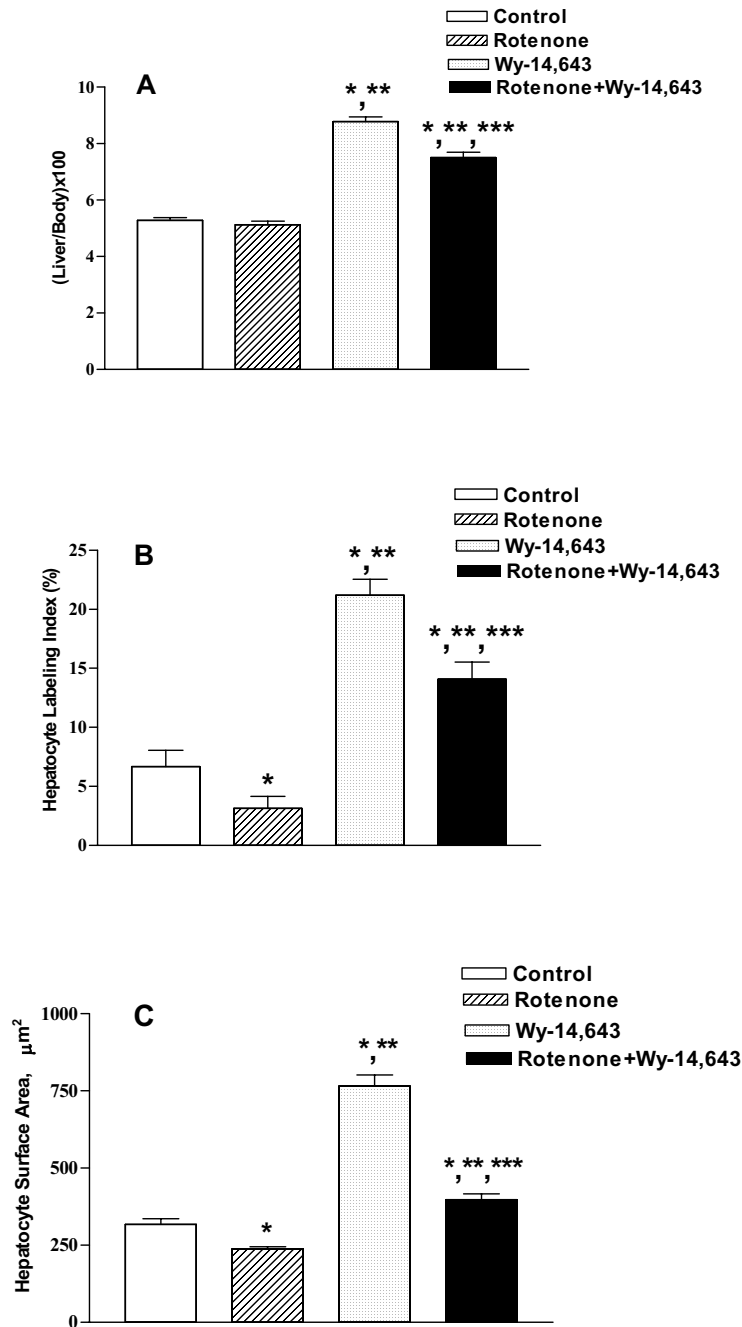 Control
Rotenone
Wy-14,643
Rotenone+Wy-14,643
A
(Liver/Body)x100
10
8
6
4
2
0
*,**
*,**,***
Control
Rotenone
Wy-14,643
Rotenone+Wy-14,643
B
Hepatocyte Labeling Index (%)
25
20
15
10
5
0
*
*,**
*,**,***
Control
Rotenone
Wy-14,643
Rotenone+Wy-14,643
C
Hepatocyte Surface Area, μm²
1000
750
500
250
0
*
*,**
*,**,***